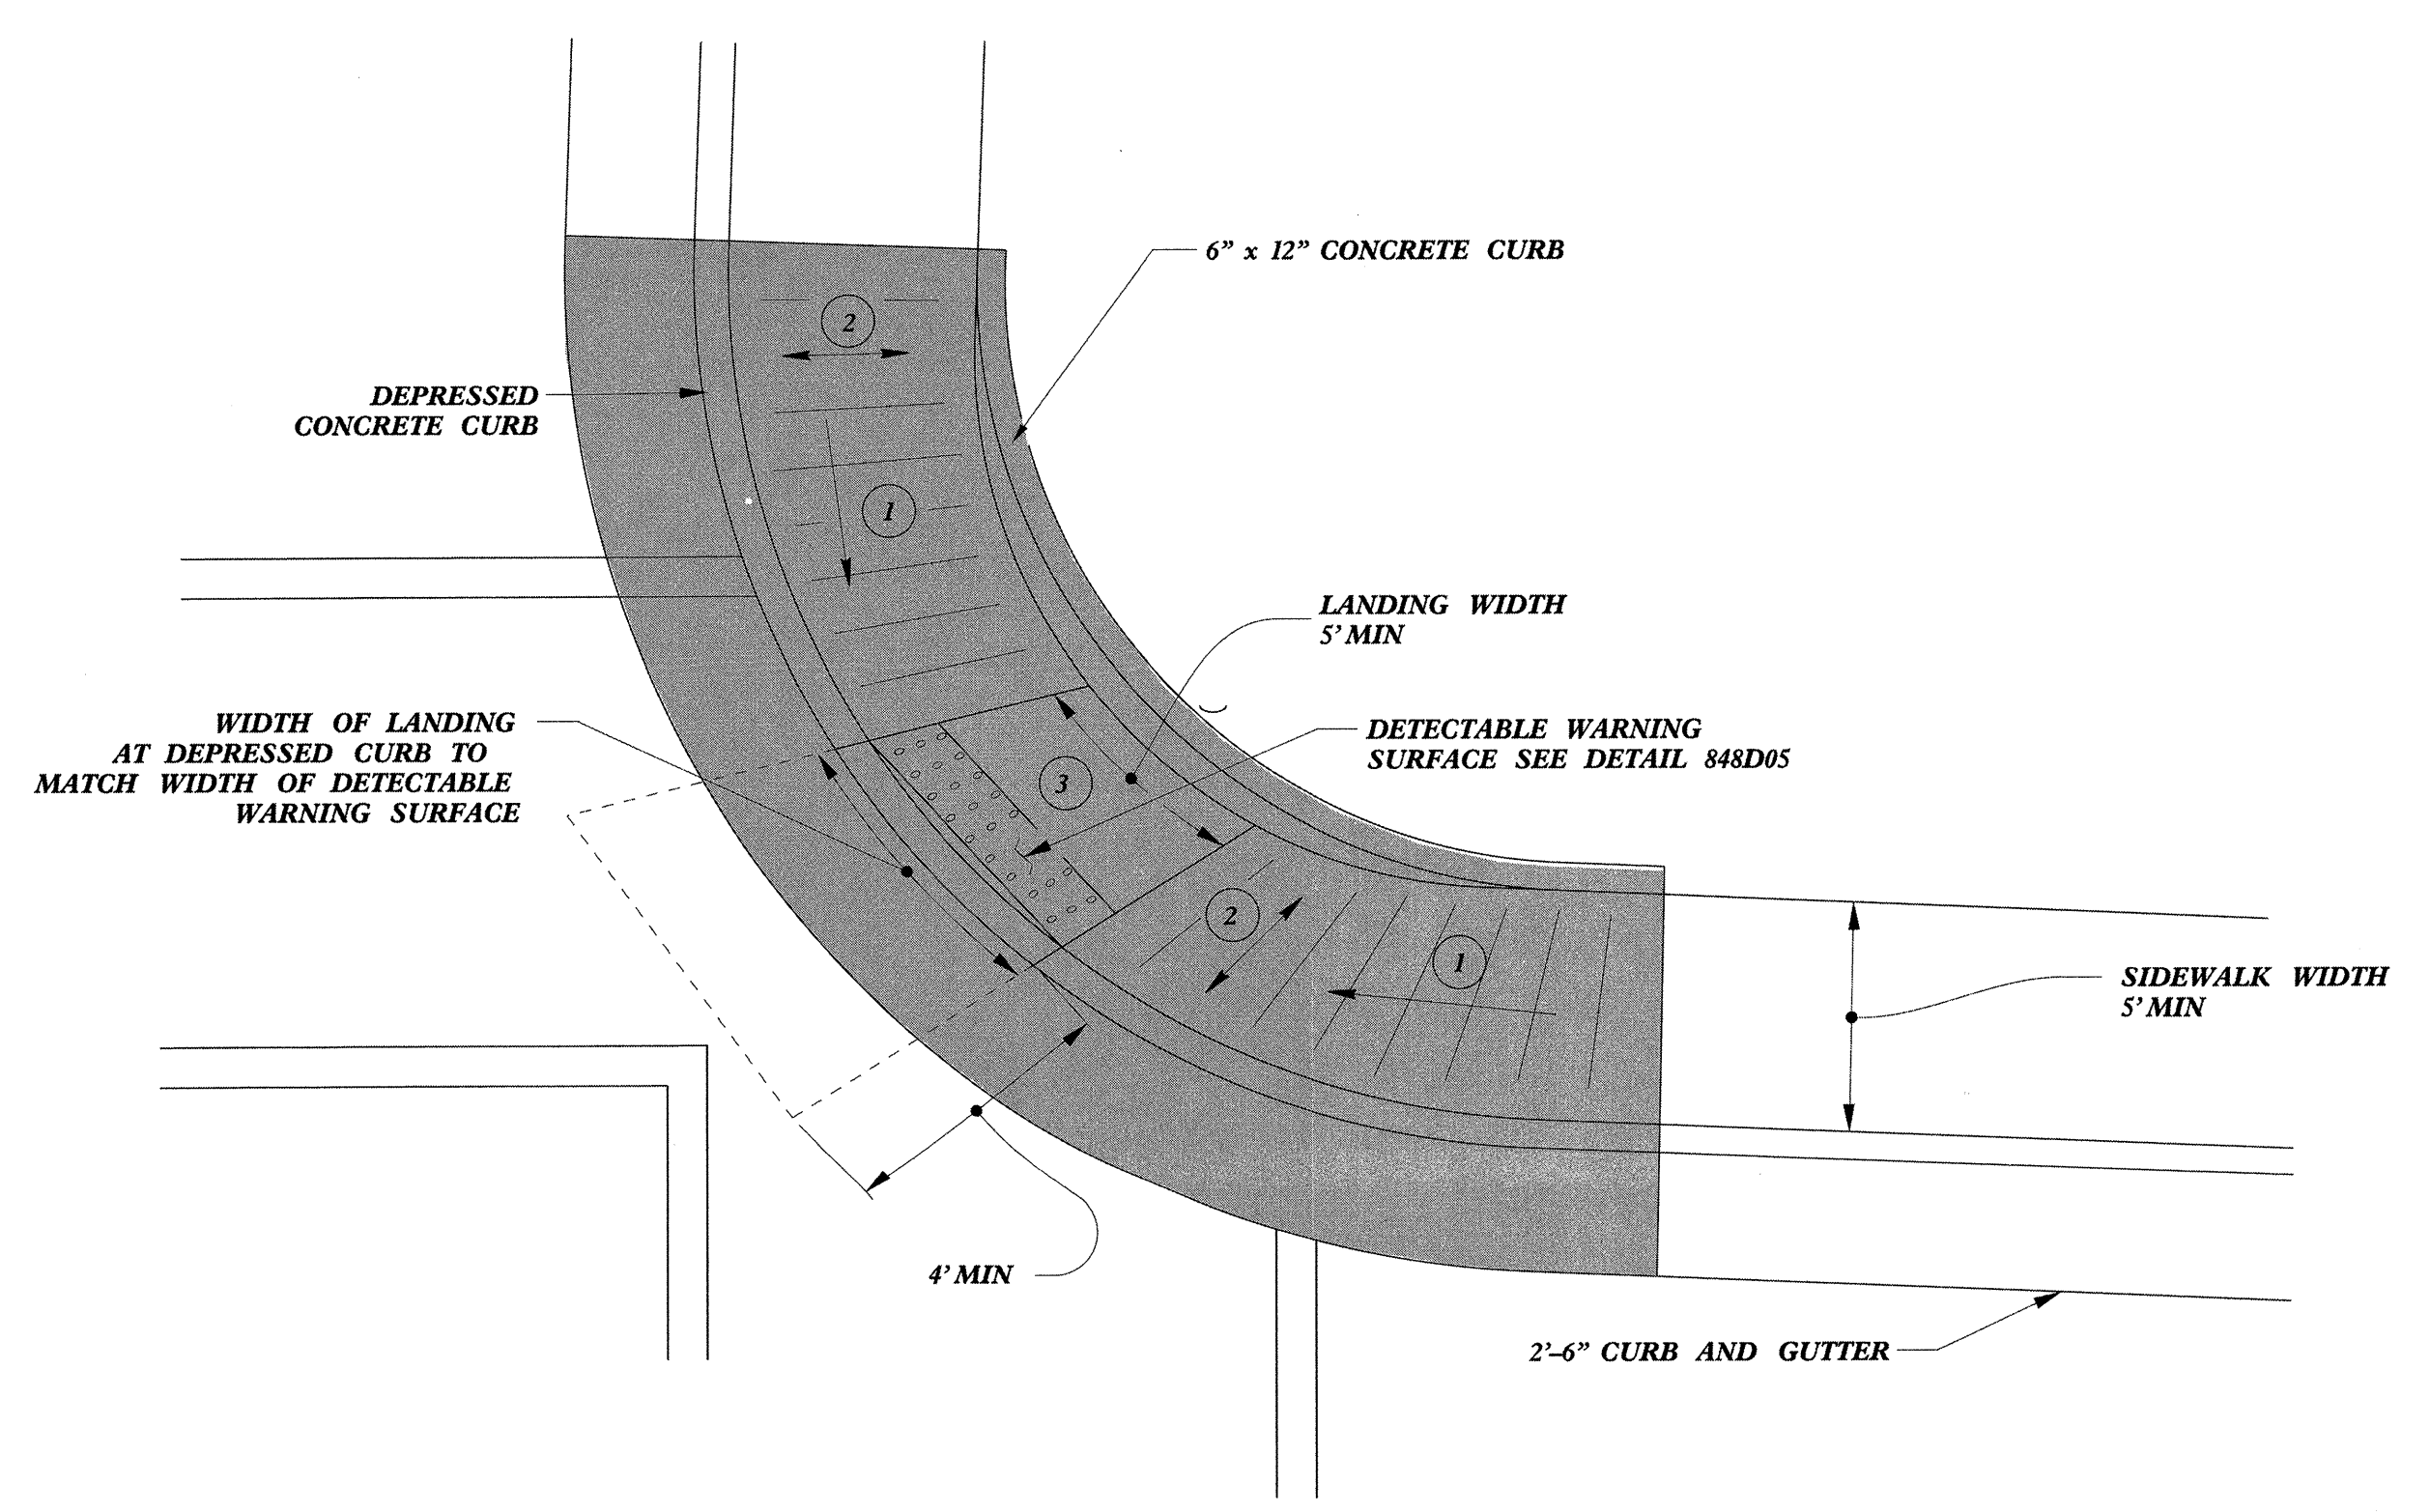 6” x 12” CONCRETE CURB
2
DEPRESSED
CONCRETE CURB
1
LANDING WIDTH
5’ MIN
WIDTH OF LANDING
AT DEPRESSED CURB TO
MATCH WIDTH OF DETECTABLE
WARNING SURFACE
DETECTABLE WARNING
SURFACE SEE DETAIL 848D05
3
2
1
SIDEWALK WIDTH
5’ MIN
4’ MIN
2’–6” CURB AND GUTTER